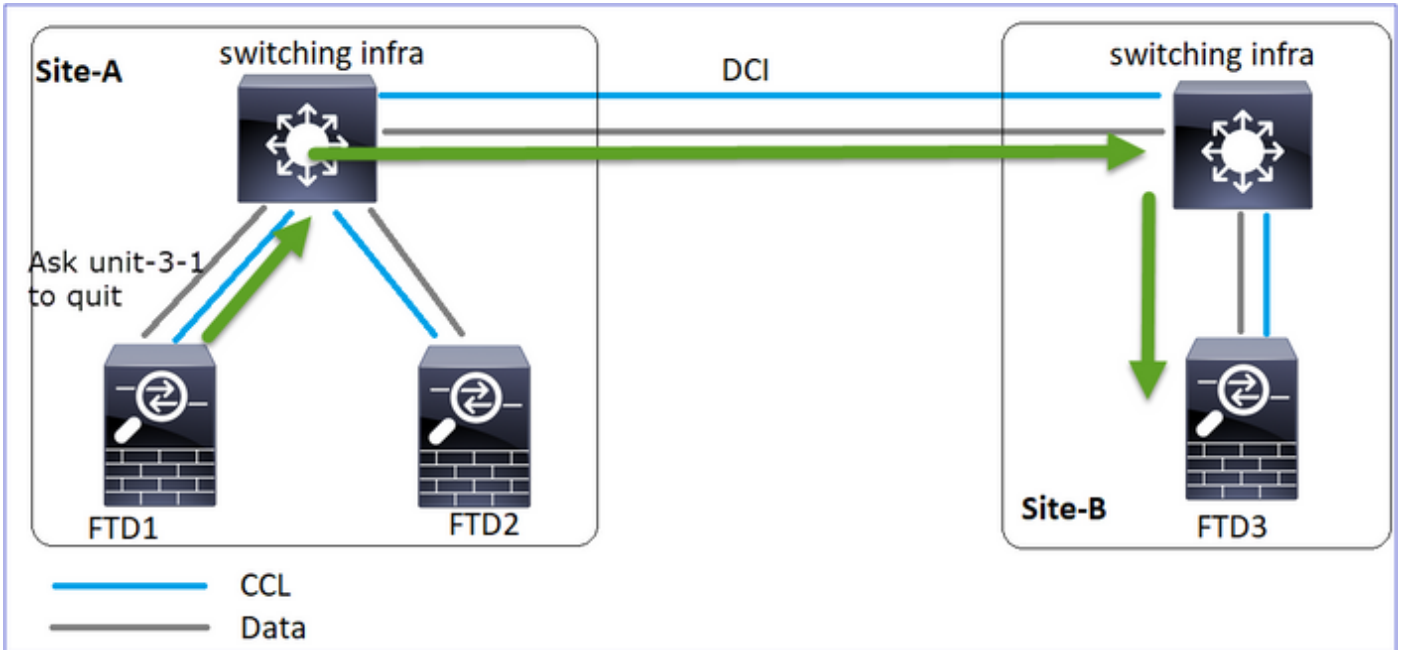 switching infra
Site-A
DCI
switching infra
Ask unit-3-1
to quit
FTD1
FTD2
Site-B
FTD3
CCL
Data